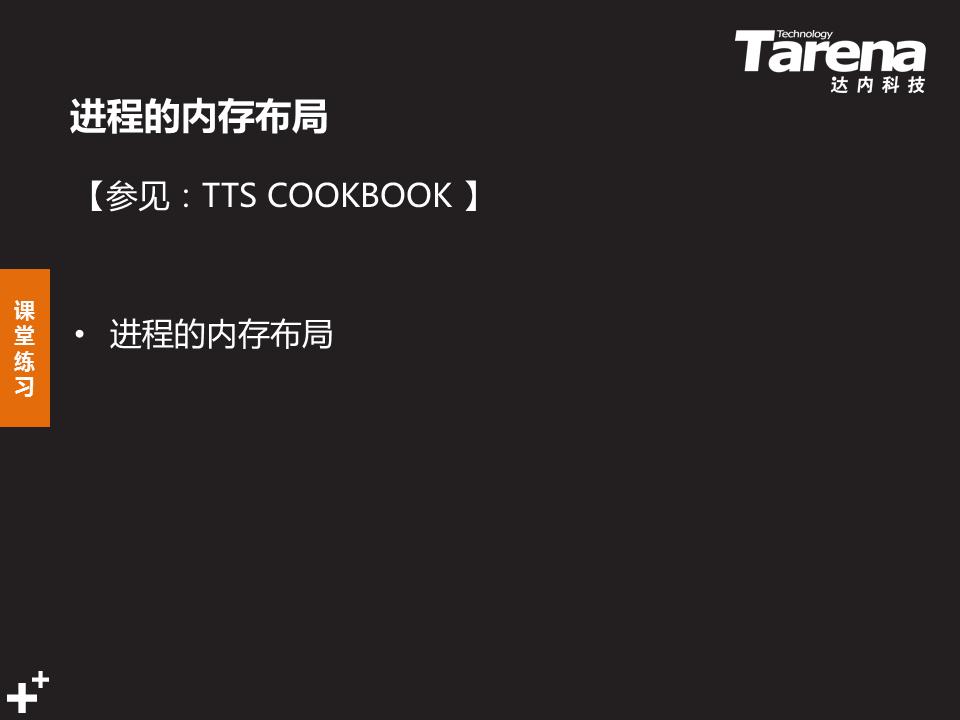 Technology
Tarena
达内科技
进程的内存布局
【参见：TTS COOKBOOK 】
课堂练习
• 进程的内存布局